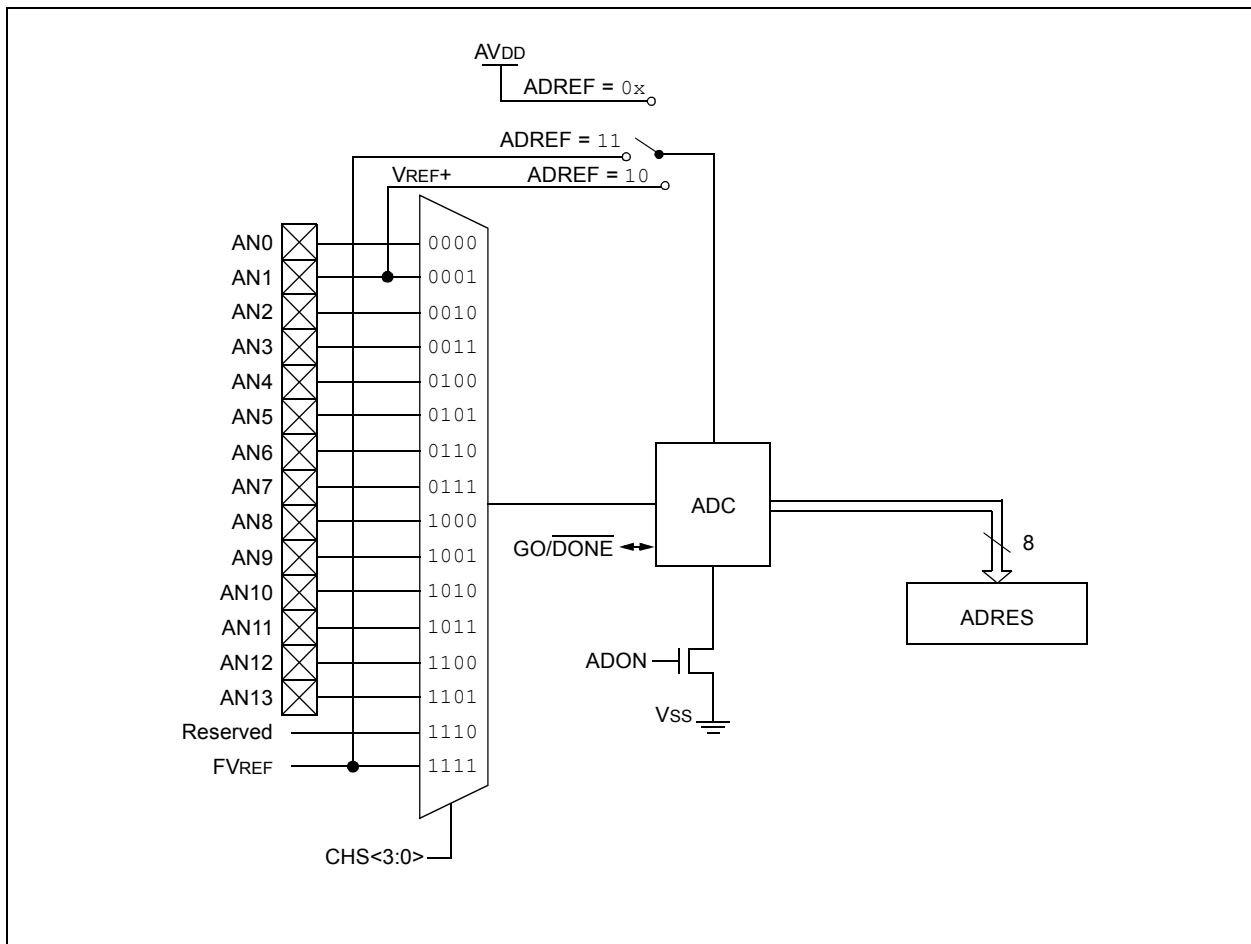 AVDD
ADREF = 0x
ADREF = 11
VREF+ ADREF = 10
AN0 0000
AN1 0001
AN2 0010
AN3 0011
AN4 0100
AN5 0101
AN6 0110
AN7 0111
ADC
AN8 1000
GO/DONE 8
AN9 1001
AN10 1010
AN11 1011
ADRES
AN12 1100
ADON
AN13 1101
VSS
Reserved 1110
FVREF 1111
CHS<3:0>